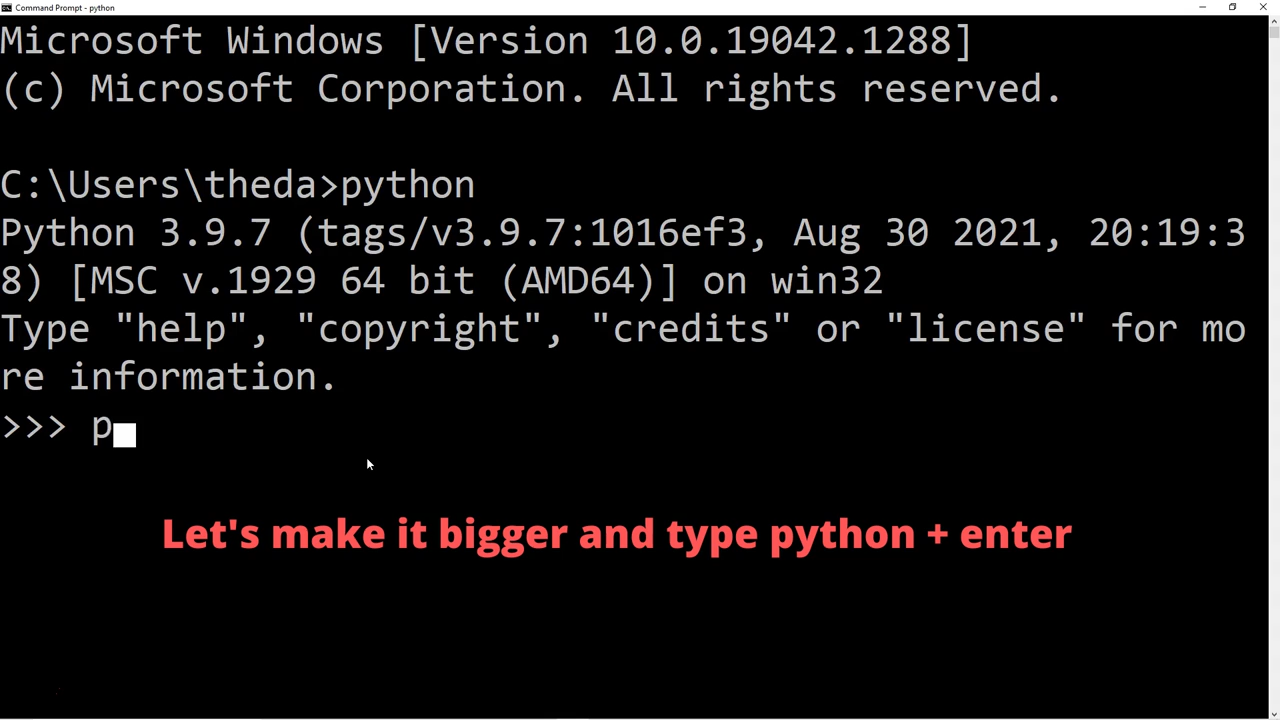 Command Prompt - python
Microsoft Windows [Version 10.0.19042.1288]
(c) Microsoft Corporation. All rights reserved.
C:\Users\theda>python
Python 3.9.7 (tags/v3.9.7:1016ef3, Aug 30 2021, 20:19:3
8) [MSC v.1929 64 bit (AMD64)] on win32
Type "help", "copyright", "credits" or "license" for mo
re information.
>>> p
Let's make it bigger and type python + enter